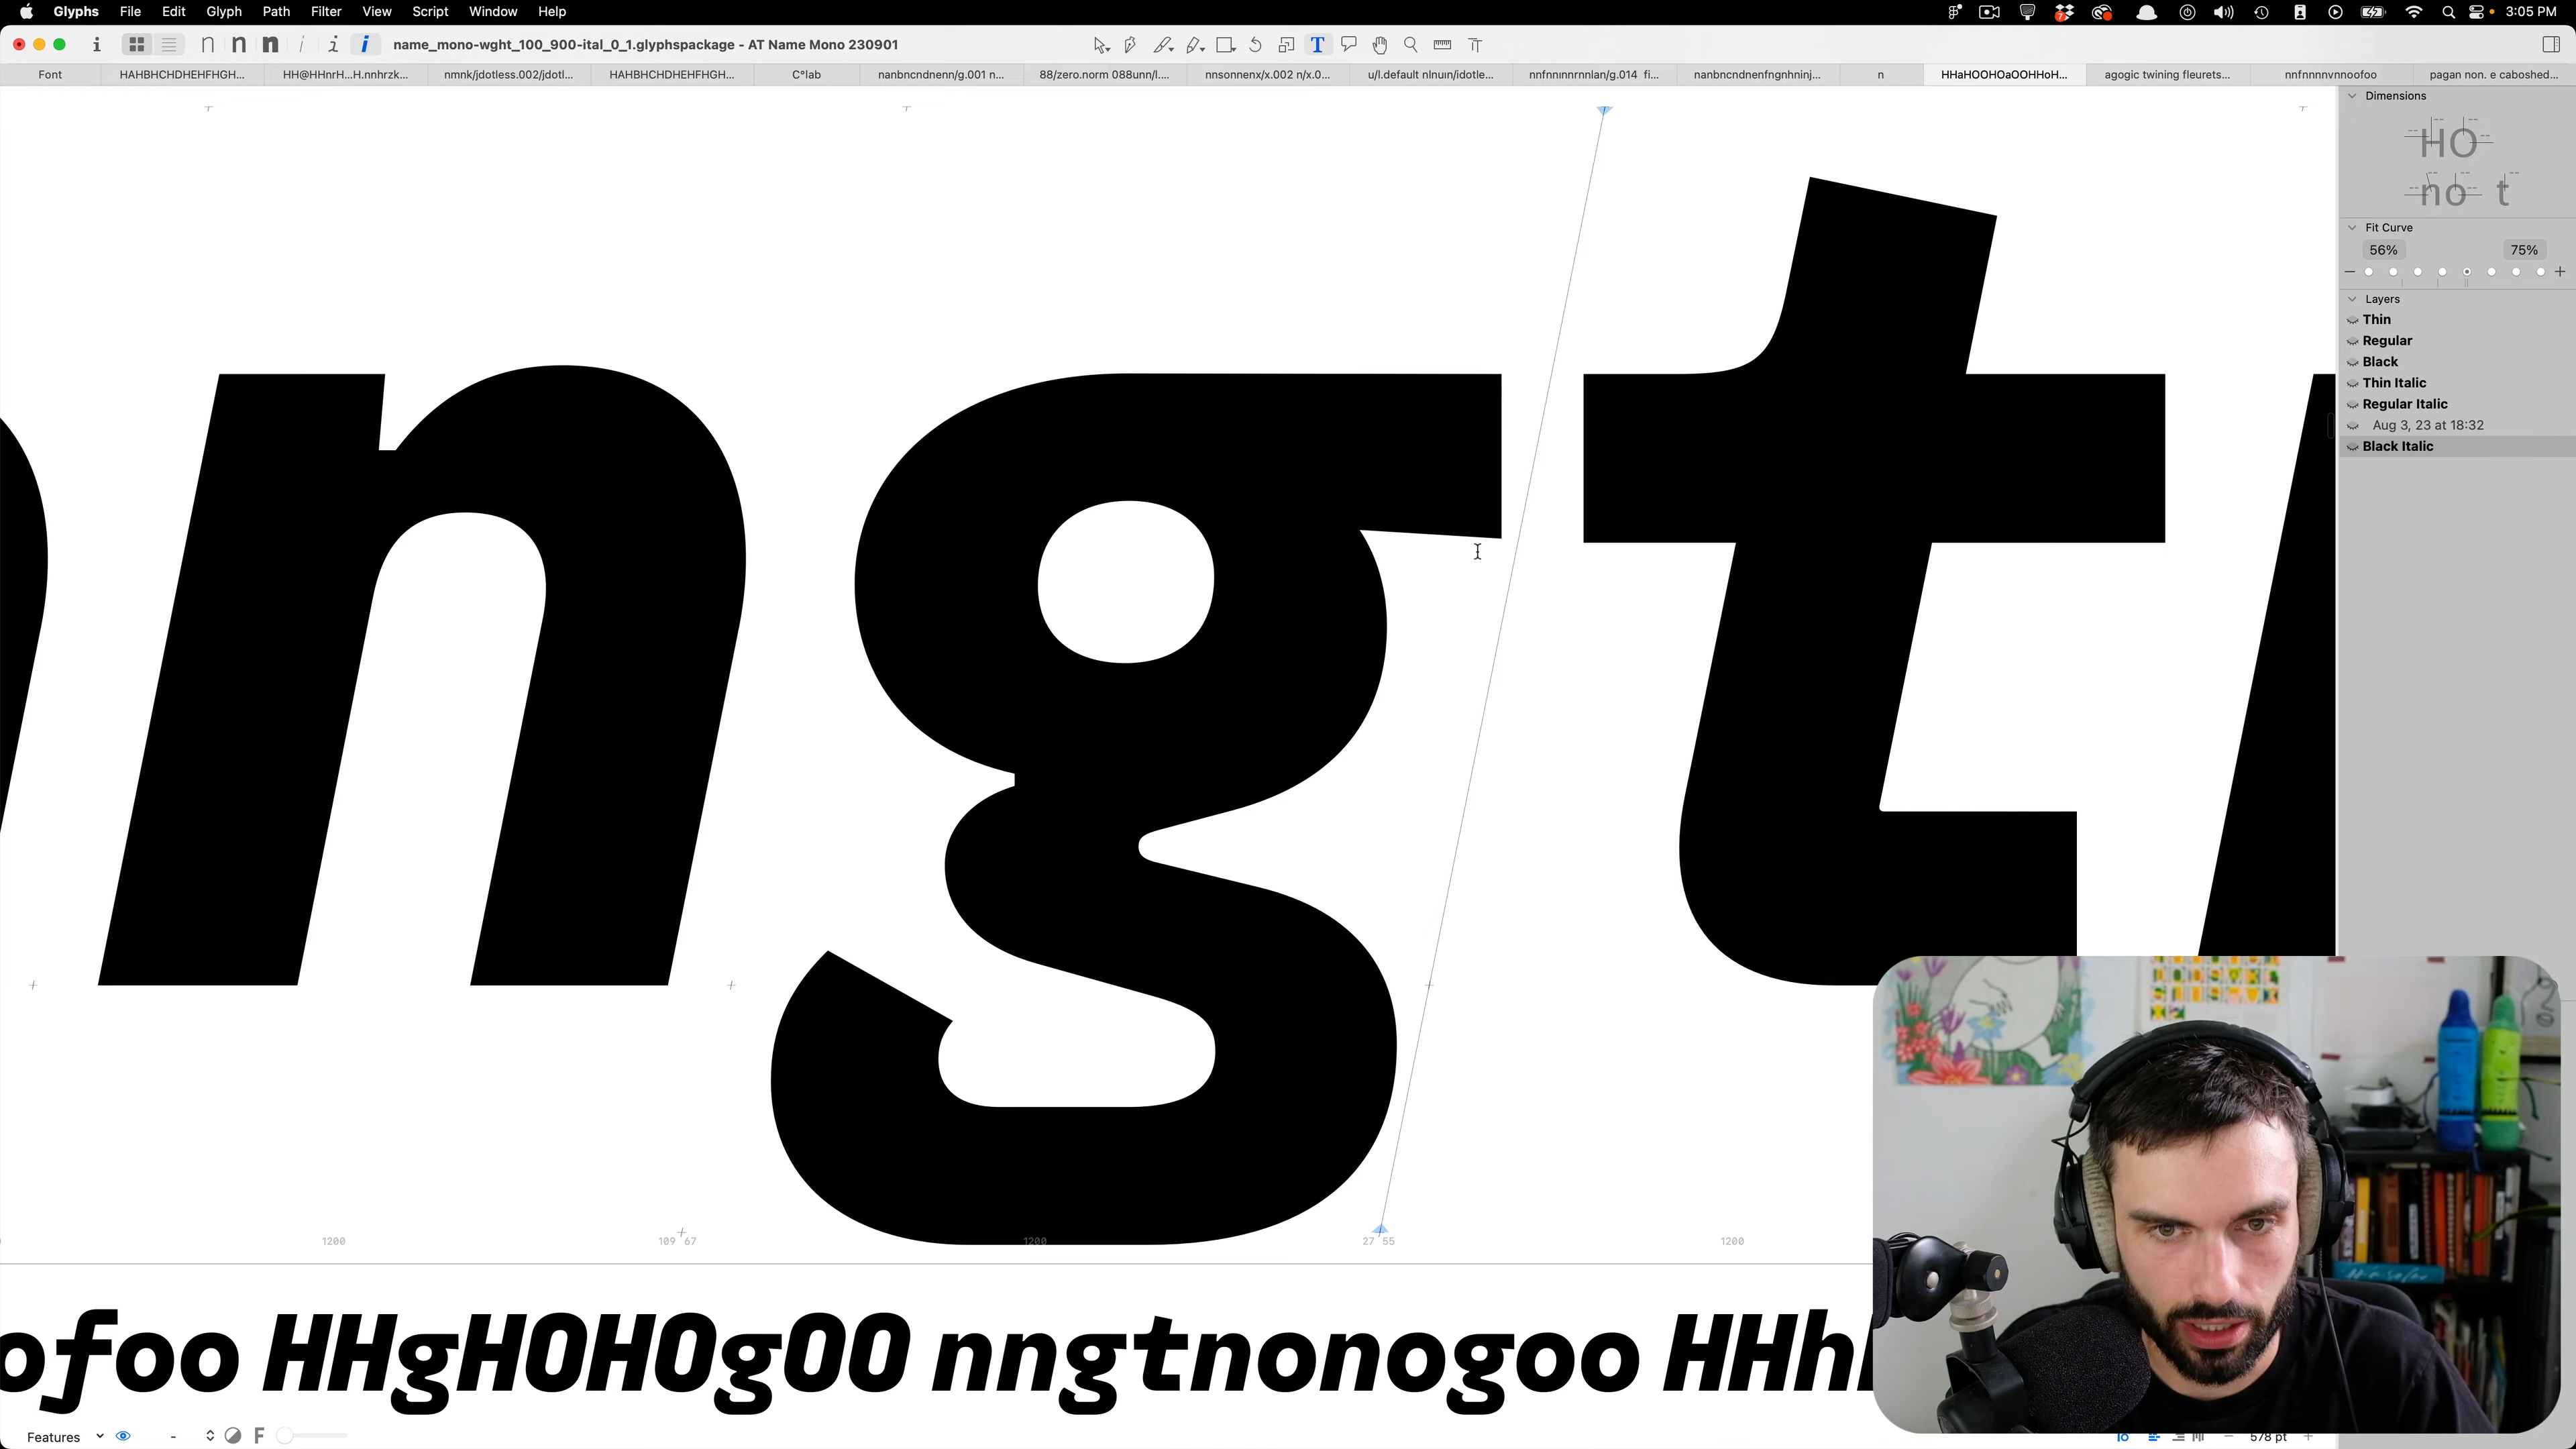 Glyphs File Edit Glyph Path Filter View Script Window Help 3:05 PM
name_mono-wght_100_900-ital_0_1.glyphspackage - AT Name Mono 230901
Font HAHBHCHDHEHFHGH... HH@HHnrH...H.nnhrzk... nmnk/jdotless.002/jdotl... HAHBHCHDHEHFHGH... C°lab nanbncndnenn/g.001 n... 88/zero.norm 088unn/l.... nnsonnenx/x.002 n/x.0... u/l.default nlnuın/idotle... nnfnnınnrnnlan/g.014 fi... nanbncndnenfngnhninj... n HHaHOOHOaOOHHoH... agogic twining fleurets... nnfnnnnvnnoofoo pagan non. e caboshed...
Dimensions
HO
no t
Fit Curve
56% 75%
Layers
Thin
Regular
Black
Thin Italic
Regular Italic
Aug 3, 23 at 18:32
Black Italic
ngt
1200 109 67 1200 27 55 1200
ofoo HHgHOHOgOO nngtnonogoo HHh
Features - F 578 pt